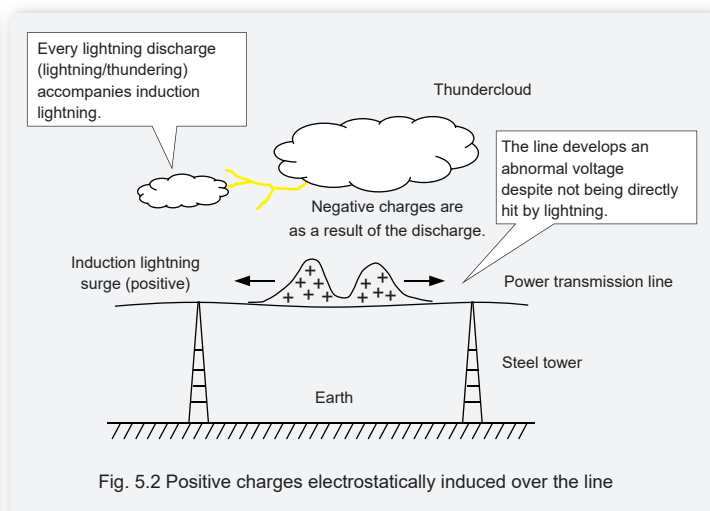 Every lightning discharge
(lightning/thundering)
accompanies induction
lightning.
Thundercloud
The line develops an
abnormal voltage
despite not being directly
hit by lightning.
Negative charges are
as a result of the discharge.
Induction lightning
surge (positive)
+ + + + + + + +
+ + + + + +
Power transmission line
Steel tower
Earth
Fig. 5.2 Positive charges electrostatically induced over the line